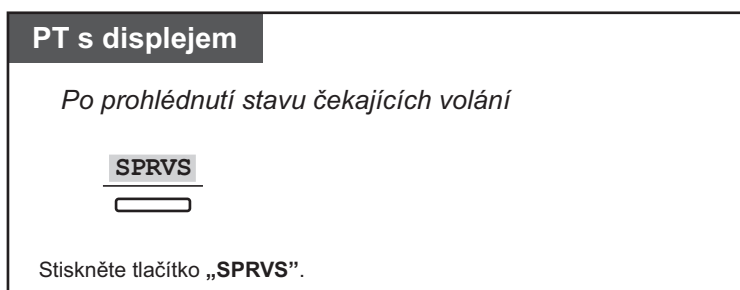 PT s displejem
Po prohlédnutí stavu čekajících volání
SPRVS
Stiskněte tlačítko „SPRVS”.